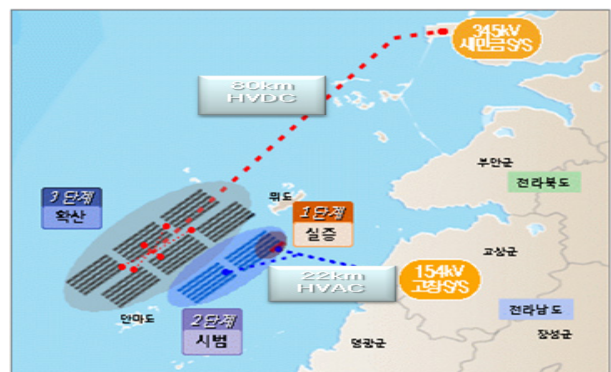 345kV
새만금S/S
80km
HVDC
부안군
전라북도
3단계
확산
위도
1단계
실증
고창군
22km
HVAC
154kV
고창S/S
전라남도
안마도
2단계
시범
영광군
장성군